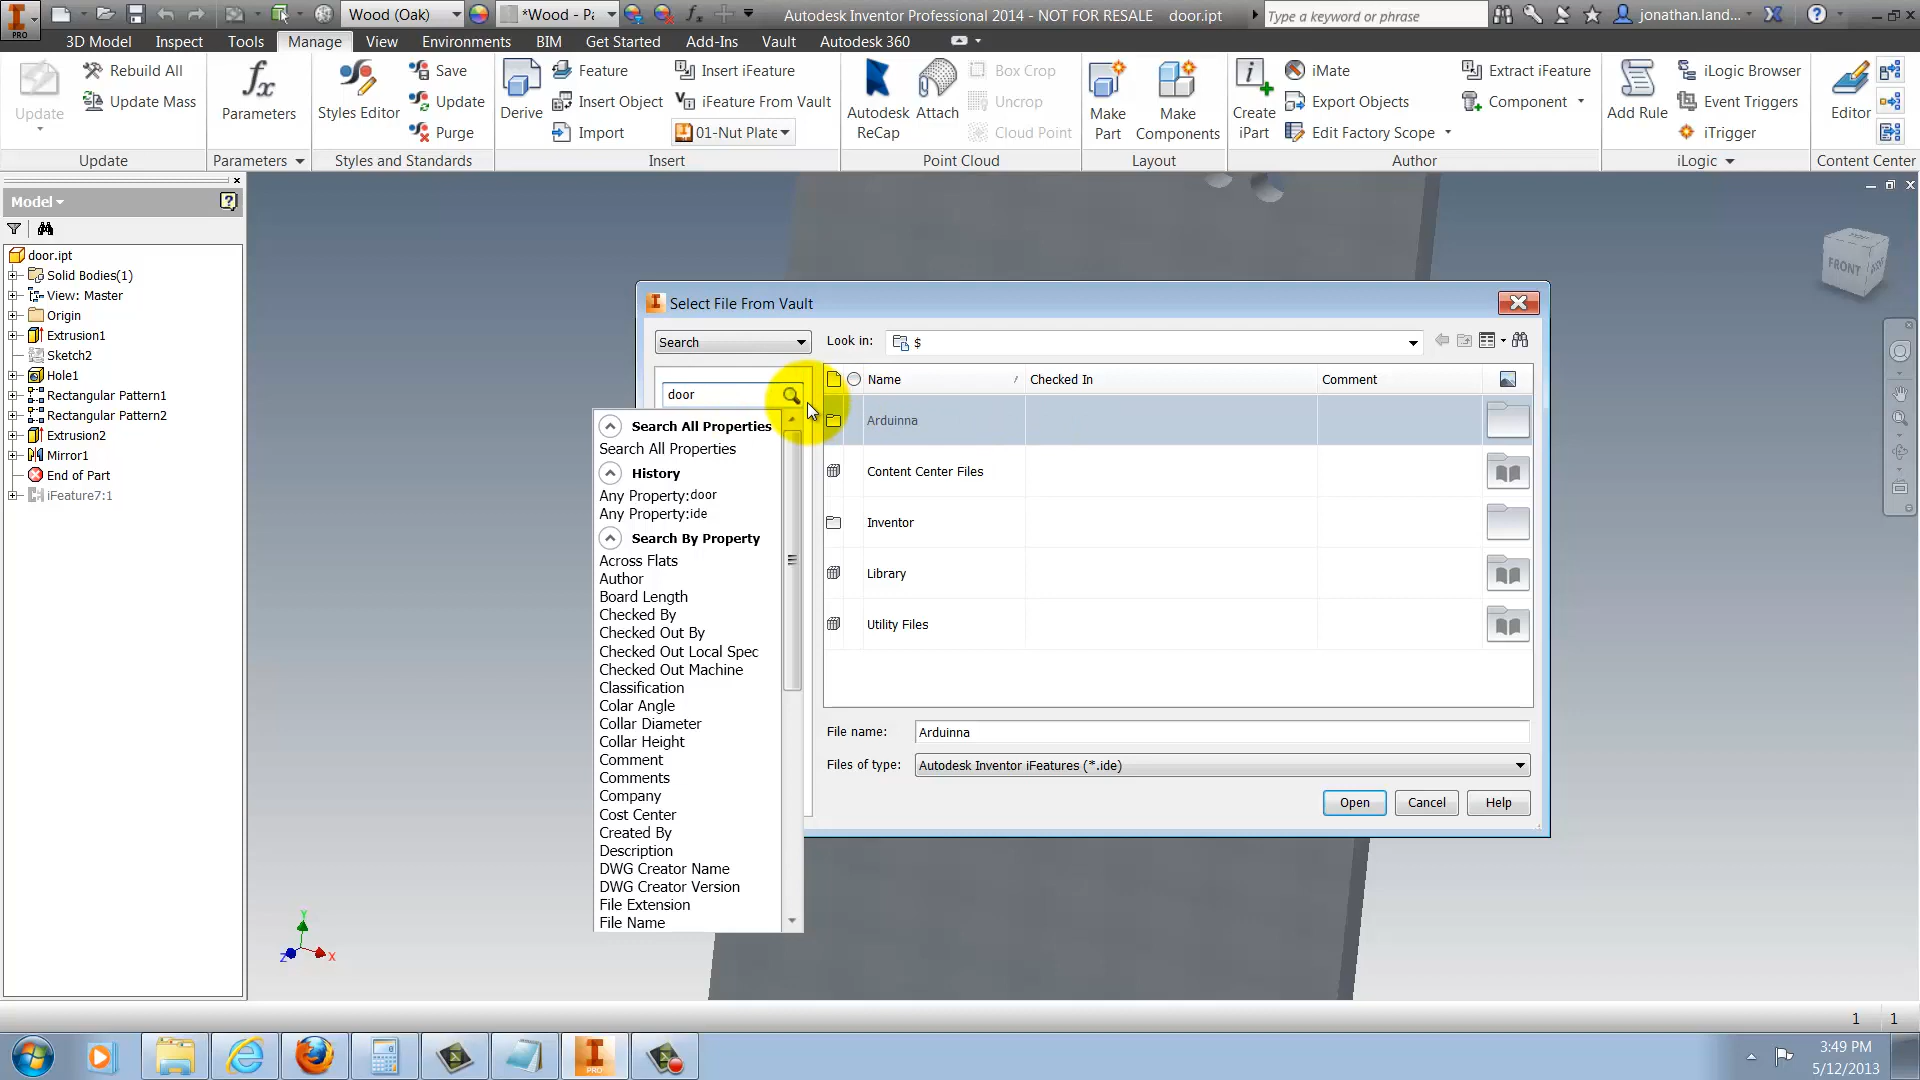 Wood (Oak)
*Wood - Pa
Autodesk Inventor Professional 2014 - NOT FOR RESALE door.ipt
Type a keyword or phrase
jonathan.land...
PRO
3D Model Inspect Tools Manage View Environments BIM Get Started Add-Ins Vault Autodesk 360
Update
Rebuild All
Update Mass
Parameters
Styles Editor
Save
Update
Purge
Derive
Feature
Insert Object
Import
Insert iFeature
iFeature From Vault
01-Nut Plate
Autodesk ReCap
Attach
Box Crop
Uncrop
Cloud Point
Make Part
Make Components
Create iPart
iMate
Export Objects
Edit Factory Scope
Extract iFeature
Component
Add Rule
iLogic Browser
Event Triggers
iTrigger
Editor
Update Parameters Styles and Standards Insert Point Cloud Layout Author iLogic Content Center
Model
door.ipt
Solid Bodies(1)
View: Master
Origin
Extrusion1
Sketch2
Hole1
Rectangular Pattern1
Rectangular Pattern2
Extrusion2
Mirror1
End of Part
iFeature7:1
FRONT
Select File From Vault
Search
Look in: $
door
Search All Properties
Search All Properties
History
Any Property:door
Any Property:ide
Search By Property
Across Flats
Author
Board Length
Checked By
Checked Out By
Checked Out Local Spec
Checked Out Machine
Classification
Colar Angle
Collar Diameter
Collar Height
Comment
Comments
Company
Cost Center
Created By
Description
DWG Creator Name
DWG Creator Version
File Extension
File Name
Name Checked In Comment
Arduinna
Content Center Files
Inventor
Library
Utility Files
File name: Arduinna
Files of type: Autodesk Inventor iFeatures (*.ide)
Open Cancel Help
Y
Z
X
1 1
PRO
3:49 PM
5/12/2013